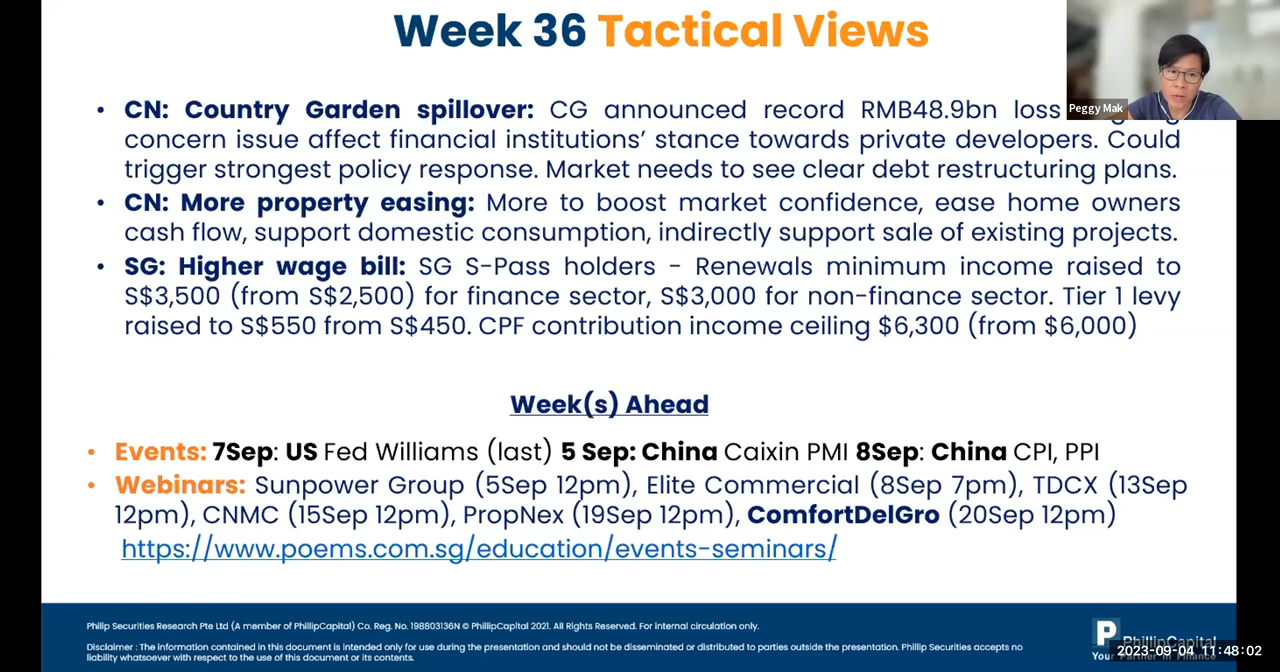 Week 36 Tactical Views
Peggy Mak
• CN: Country Garden spillover: CG announced record RMB48.9bn loss
concern issue affect financial institutions’ stance towards private developers. Could
trigger strongest policy response. Market needs to see clear debt restructuring plans.
• CN: More property easing: More to boost market confidence, ease home owners
cash flow, support domestic consumption, indirectly support sale of existing projects.
• SG: Higher wage bill: SG S-Pass holders - Renewals minimum income raised to
S$3,500 (from S$2,500) for finance sector, S$3,000 for non-finance sector. Tier 1 levy
raised to S$550 from S$450. CPF contribution income ceiling $6,300 (from $6,000)
Week(s) Ahead
• Events: 7Sep: US Fed Williams (last) 5 Sep: China Caixin PMI 8Sep: China CPI, PPI
• Webinars: Sunpower Group (5Sep 12pm), Elite Commercial (8Sep 7pm), TDCX (13Sep
12pm), CNMC (15Sep 12pm), PropNex (19Sep 12pm), ComfortDelGro (20Sep 12pm)
https://www.poems.com.sg/education/events-seminars/
Phillip Securities Research Pte Ltd (A member of PhillipCapital) Co. Reg. No. 198803136N © PhillipCapital 2021. All Rights Reserved. For internal circulation only.
Disclaimer : The information contained in this document is intended only for use during the presentation and should not be disseminated or distributed to parties outside the presentation. Phillip Securities accepts no
liability whatsoever with respect to the use of this document or its contents.
PhillipCapital
Your Partner In Finance
2023-09-04 11:48:02